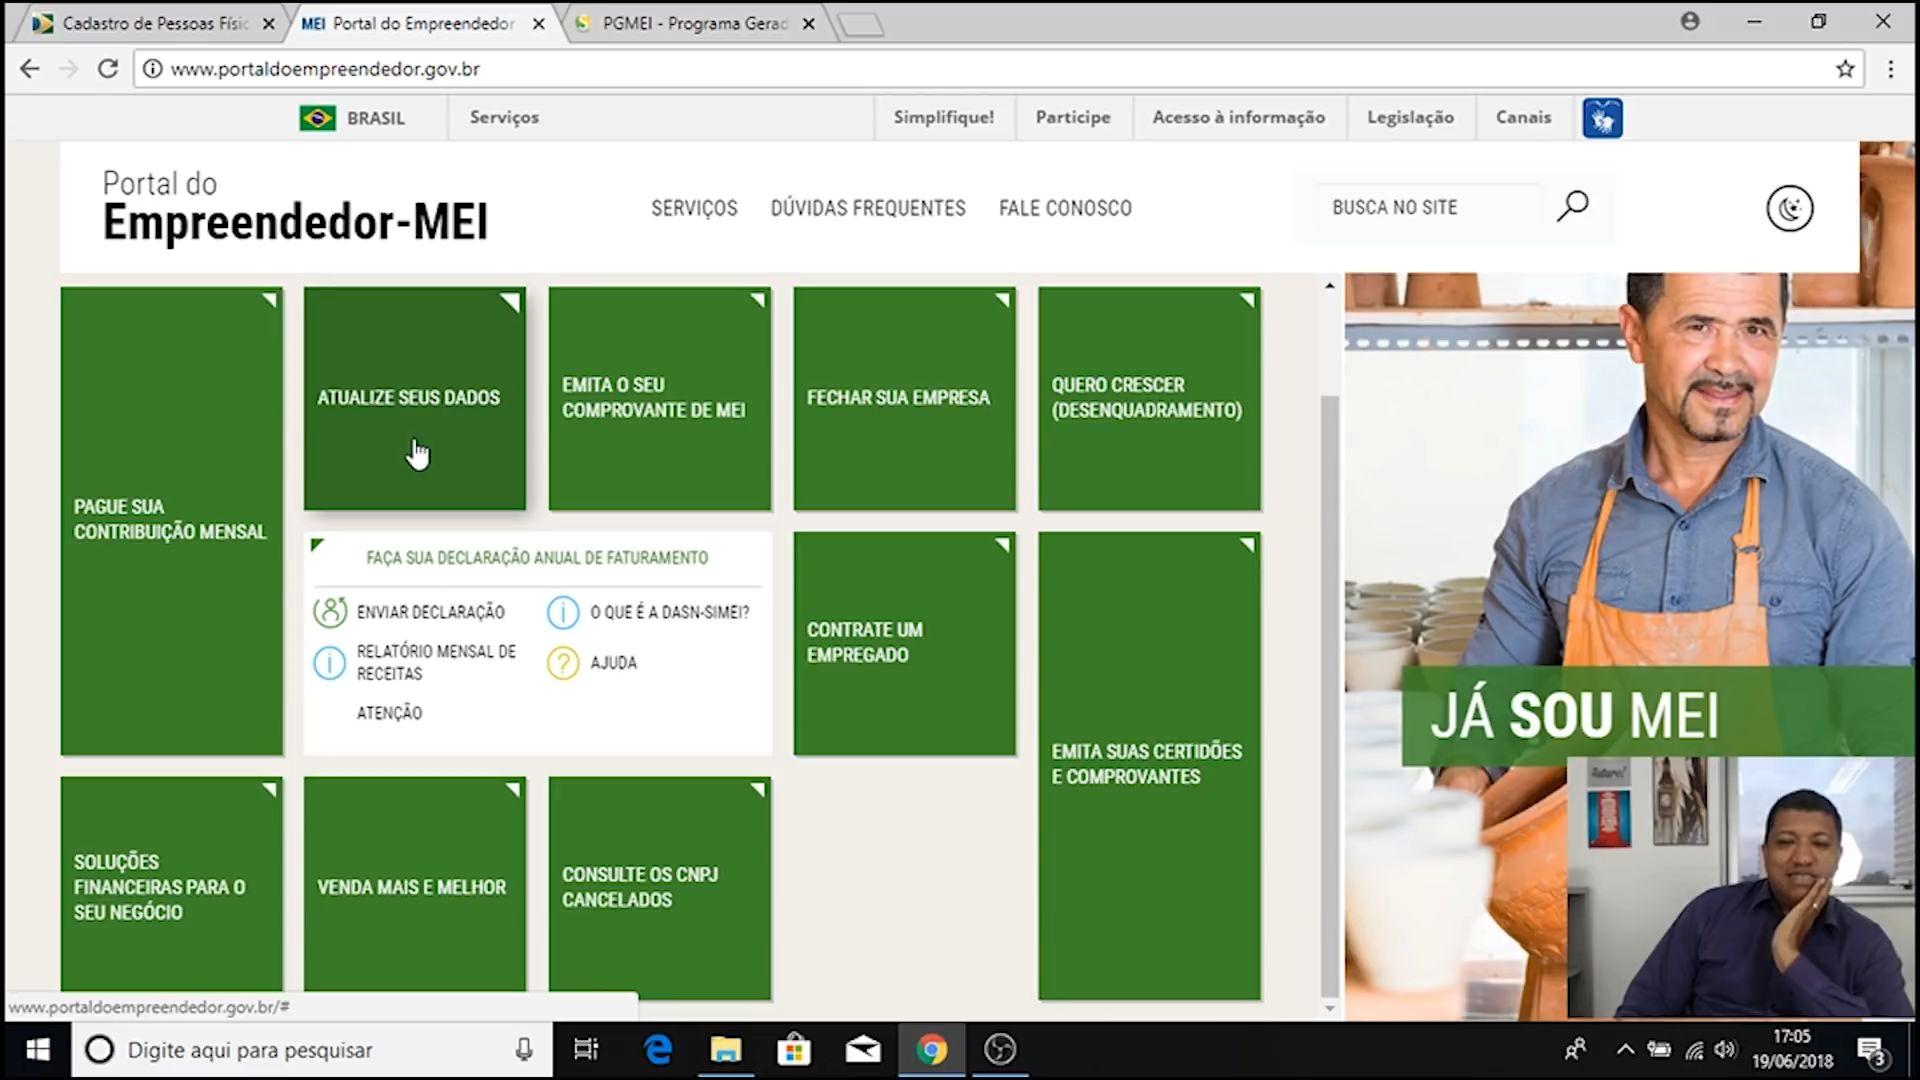 Cadastro de Pessoas Físic
MEI Portal do Empreendedor
PGMEI - Programa Gerad
www.portaldoempreendedor.gov.br
BRASIL
Serviços
Simplifique!
Participe
Acesso à informação
Legislação
Canais
Portal do
Empreendedor-MEI
SERVIÇOS
DÚVIDAS FREQUENTES
FALE CONOSCO
BUSCA NO SITE
PAGUE SUA
CONTRIBUIÇÃO MENSAL
ATUALIZE SEUS DADOS
EMITA O SEU
COMPROVANTE DE MEI
FECHAR SUA EMPRESA
QUERO CRESCER
(DESENQUADRAMENTO)
FAÇA SUA DECLARAÇÃO ANUAL DE FATURAMENTO
ENVIAR DECLARAÇÃO
O QUE É A DASN-SIMEI?
RELATÓRIO MENSAL DE
RECEITAS
AJUDA
ATENÇÃO
CONTRATE UM
EMPREGADO
EMITA SUAS CERTIDÕES
E COMPROVANTES
JÁ SOU MEI
SOLUÇÕES
FINANCEIRAS PARA O
SEU NEGÓCIO
VENDA MAIS E MELHOR
CONSULTE OS CNPJ
CANCELADOS
www.portaldoempreendedor.gov.br/#
Digite aqui para pesquisar
17:05
19/06/2018
3